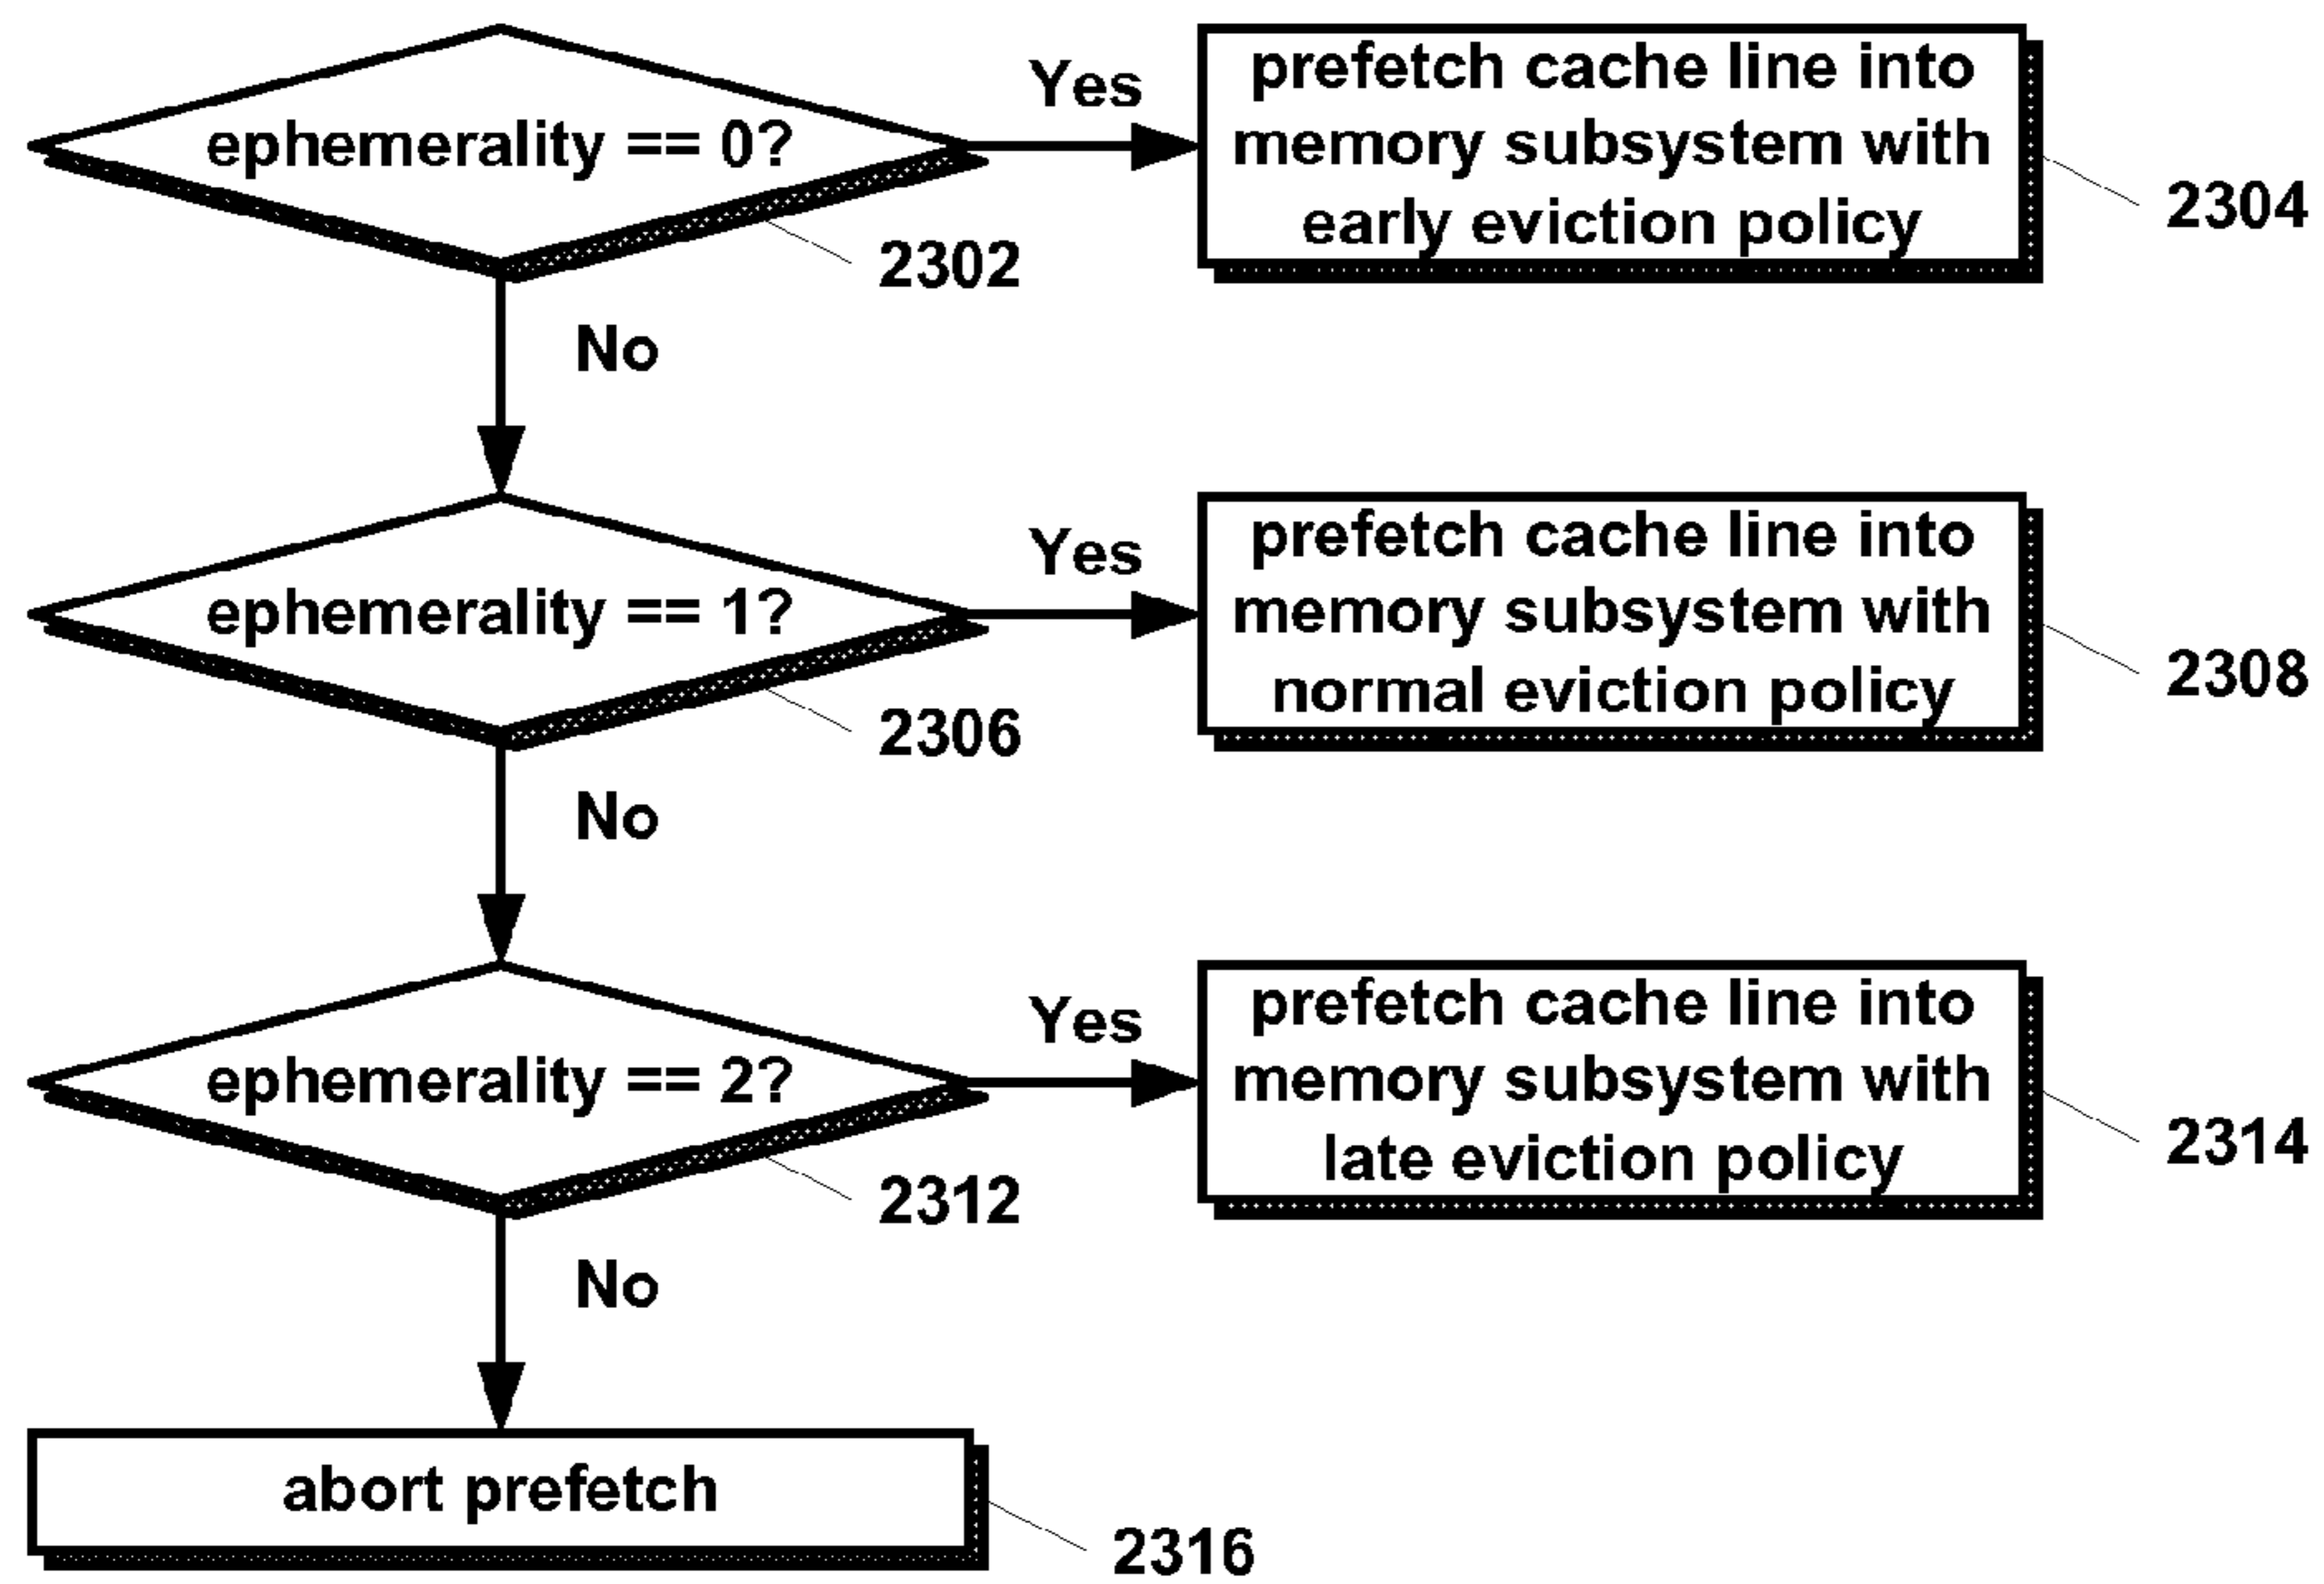 ephemerality == 0?
Yes
prefetch cache line into
memory subsystem with
early eviction policy
2304
2302
No
ephemerality == 1?
Yes
prefetch cache line into
memory subsystem with
normal eviction policy
2308
2306
No
ephemerality == 2?
Yes
prefetch cache line into
memory subsystem with
late eviction policy
2314
2312
No
abort prefetch
2316